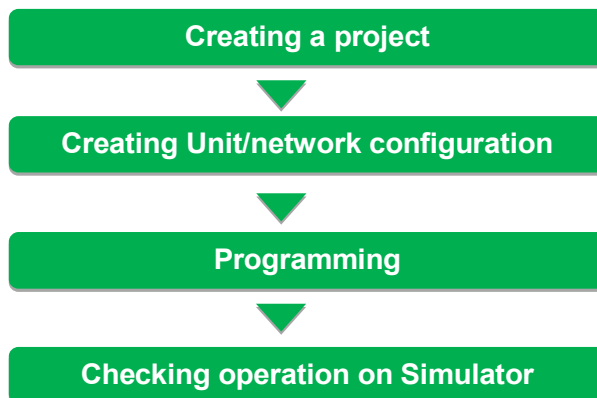 Creating a project
Creating Unit/network configuration
Programming
Checking operation on Simulator